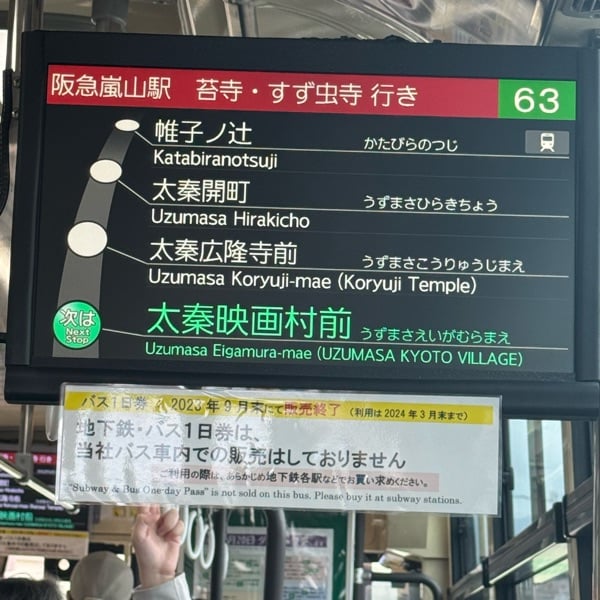 阪急嵐山駅 苔寺・すず虫寺 行き 63
帷子ノ辻 かたびらのつじ
Katabiranotsuji
太秦開町 うずまさひらきちょう
Uzumasa Hirakicho
太秦広隆寺前 うずまさこうりゅうじまえ
Uzumasa Koryuji-mae (Koryuji Temple)
次は
Next
Stop
太秦映画村前 うずまさえいがむらまえ
Uzumasa Eigamura-mae (UZUMASA KYOTO VILLAGE)
バス1日券 2023年9月末にて販売終了 (利用は2024年3月末まで)
地下鉄・バス1日券は、
当社バス車内での販売はしておりません
ご利用の際は、あらかじめ地下鉄各駅などでお買い求めください。
"Subway & Bus One-day Pass" is not sold on this bus. Please buy it at subway stations.